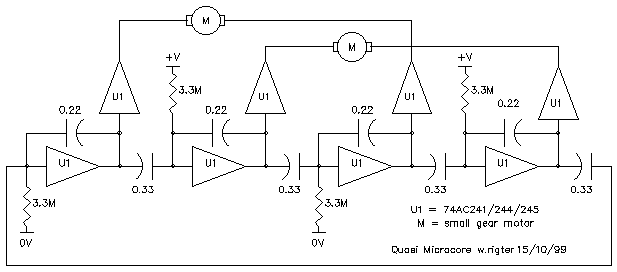 M
M
+V
+V
3.3M
3.3M
U1
U1
U1
U1
0.22
0.22
0.22
0.22
U1
U1
U1
U1
0.33
0.33
0.33
0.33
3.3M
3.3M
0V
0V
U1 = 74AC241/244/245
M = small gear motor
Quasi Microcore w.rigter 15/10/99